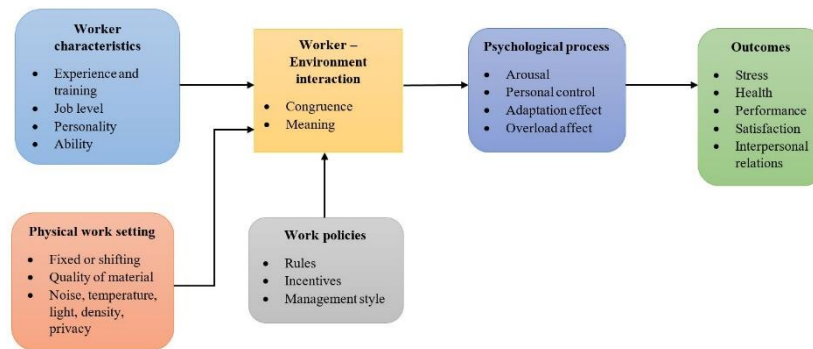 Worker
characteristics
• Experience and
training
• Job level
• Personality
• Ability
Worker –
Environment
interaction
• Congruence
• Meaning
Psychological process
• Arousal
• Personal control
• Adaptation effect
• Overload affect
Outcomes
• Stress
• Health
• Performance
• Satisfaction
• Interpersonal
relations
Physical work setting
• Fixed or shifting
• Quality of material
• Noise, temperature,
light, density,
privacy
Work policies
• Rules
• Incentives
• Management style